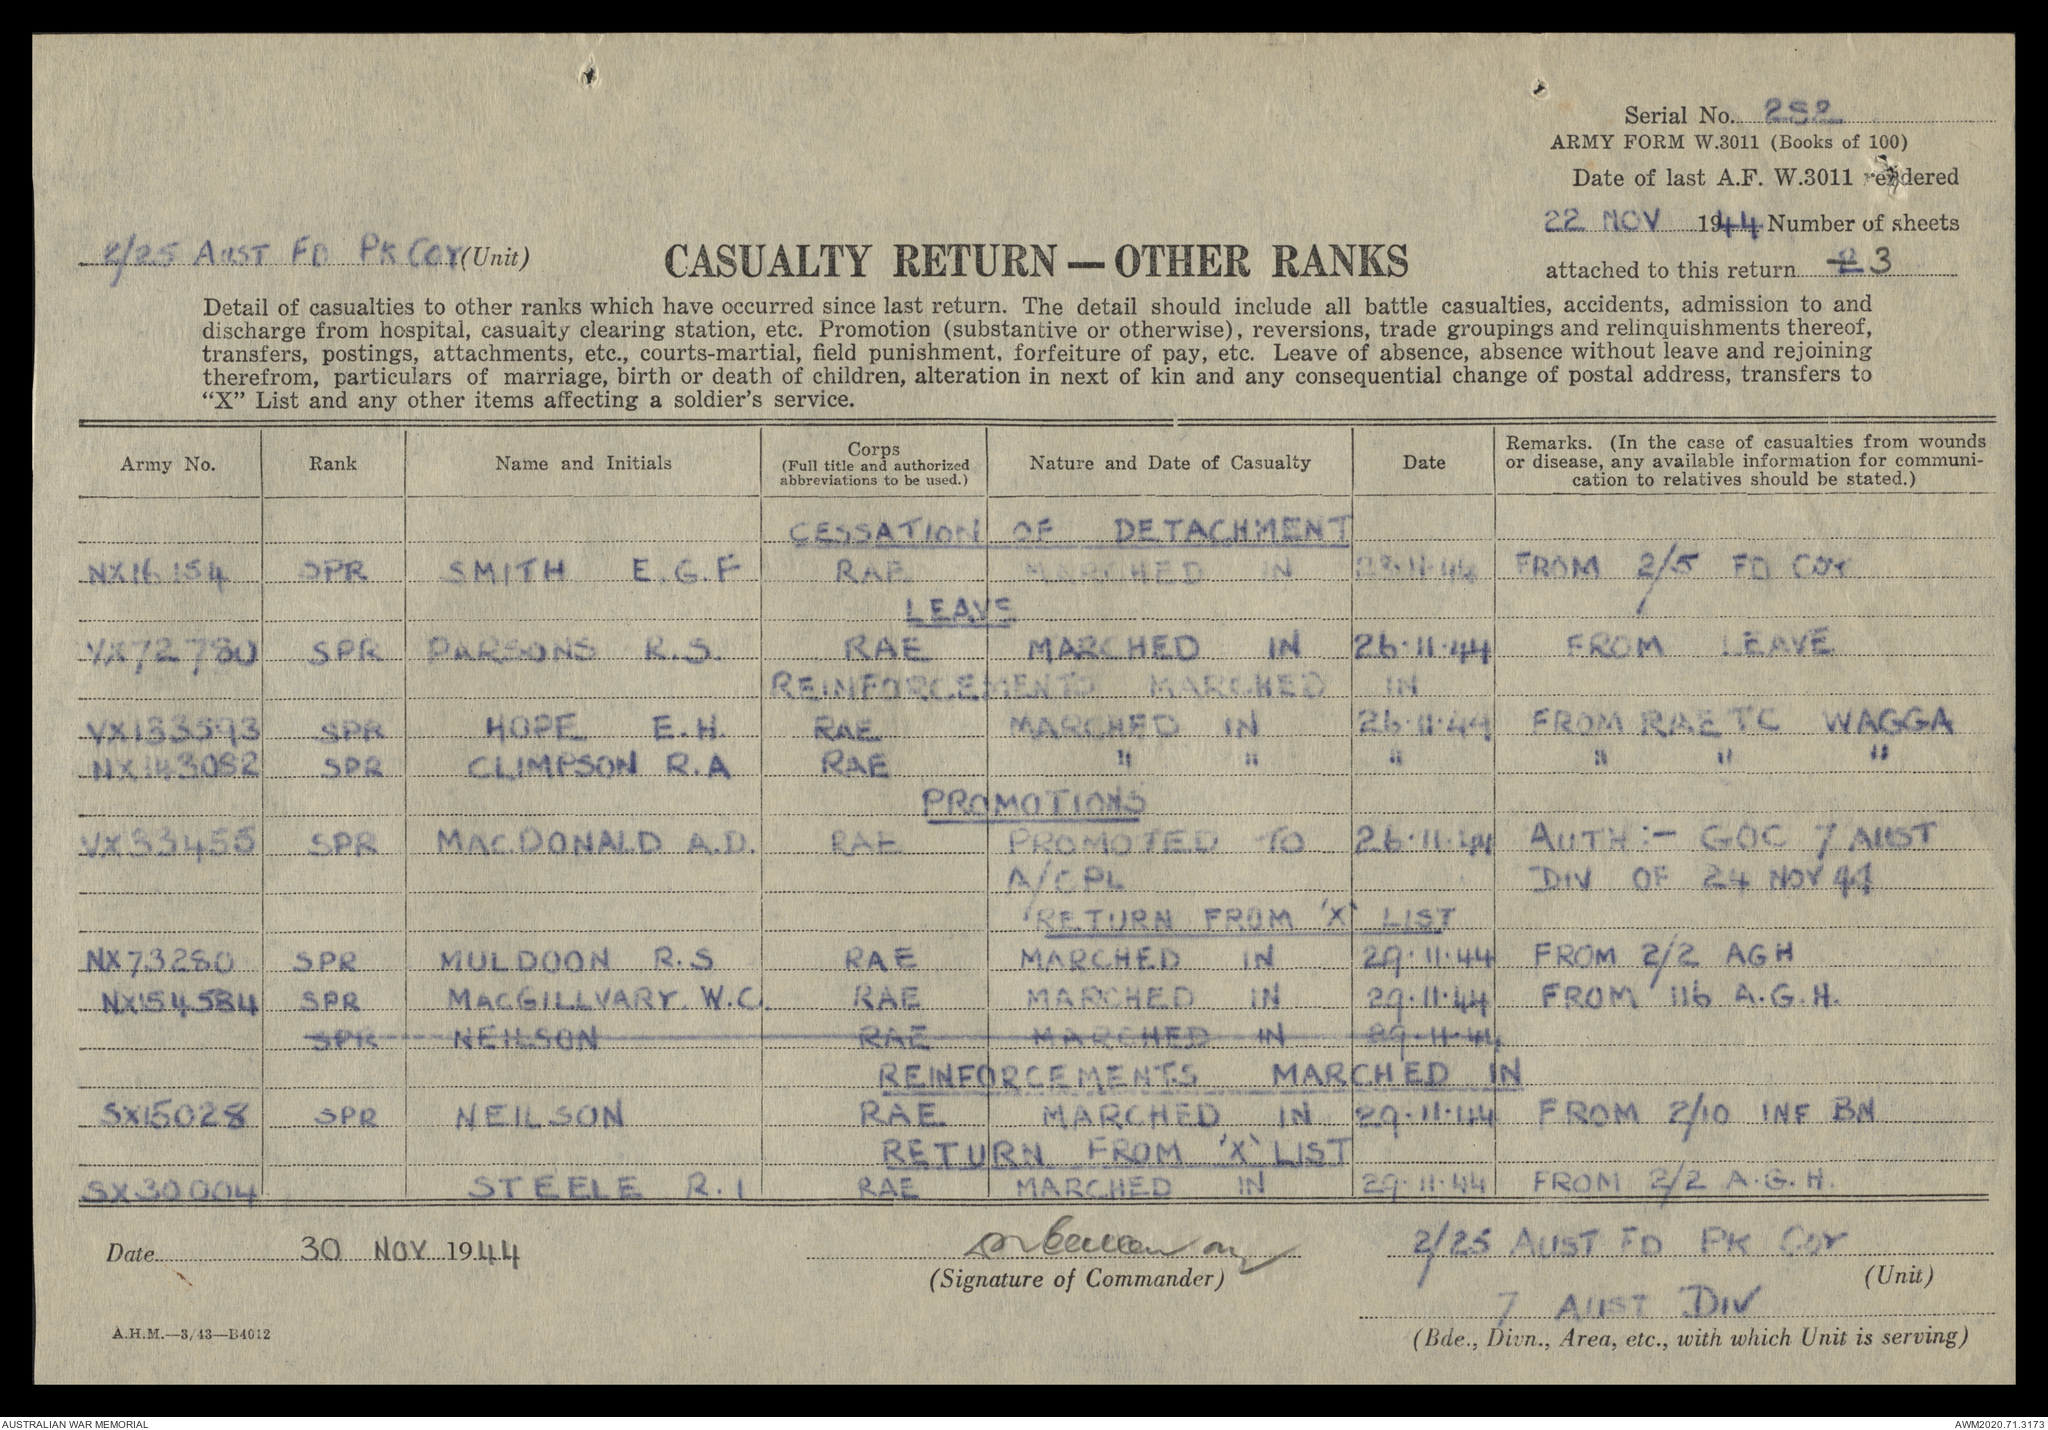 Serial No. 252
ARMY FORM W.3011 (Books of 100)
Date of last A.F. W.3011 rendered
22 NOV 1944 Number of sheets
attached to this return 2 3
2/25 AUST FD PK COY (Unit)
CASUALTY RETURN — OTHER RANKS
Detail of casualties to other ranks which have occurred since last return. The detail should include all battle casualties, accidents, admission to and
discharge from hospital, casualty clearing station, etc. Promotion (substantive or otherwise), reversions, trade groupings and relinquishments thereof,
transfers, postings, attachments, etc., courts-martial, field punishment, forfeiture of pay, etc. Leave of absence, absence without leave and rejoining
therefrom, particulars of marriage, birth or death of children, alteration in next of kin and any consequential change of postal address, transfers to
“X” List and any other items affecting a soldier’s service.
Army No. Rank Name and Initials Corps (Full title and authorized abbreviations to be used.) Nature and Date of Casualty Date Remarks. (In the case of casualties from wounds or disease, any available information for communi-cation to relatives should be stated.)
CESSATION OF DETACHMENT
NX16154 SPR SMITH E.G.F RAE MARCHED IN 28·11·44 FROM 2/5 FD COY
LEAVE
VX72780 SPR PARSONS R.S. RAE MARCHED IN 26·11·44 FROM LEAVE
REINFORCEMENTS MARCHED IN
VX133593 SPR HOPE E.H. RAE MARCHED IN 26·11·44 FROM RAETC WAGGA
NX143082 SPR CLIMPSON R.A RAE " " " " " "
PROMOTIONS
VX33455 SPR MACDONALD A.D. RAE PROMOTED TO 26·11·44 AUTH:- GOC 7 AUST
A/CPL DIV OF 24 NOV 44
RETURN FROM 'X' LIST
NX73280 SPR MULDOON R.S RAE MARCHED IN 29·11·44 FROM 2/2 AGH
NX154584 SPR MACGILLVARY. W.C. RAE MARCHED IN 29·11·44 FROM 116 A.G.H.
SPR NEILSON RAE MARCHED IN 29·11·44
REINFORCEMENTS MARCHED IN
SX15028 SPR NEILSON RAE MARCHED IN 29·11·44 FROM 2/10 INF BN
RETURN FROM 'X' LIST
SX30004 STEELE R.I RAE MARCHED IN 29·11·44 FROM 2/2 A.G.H.
Date 30 NOV 1944
(Signature of Commander)
2/25 AUST FD PK COY
(Unit)
7 AUST DIV
(Bde., Divn., Area, etc., with which Unit is serving)
A.H.M.—3/43—B4012
AUSTRALIAN WAR MEMORIAL
AWM2020.71.3173